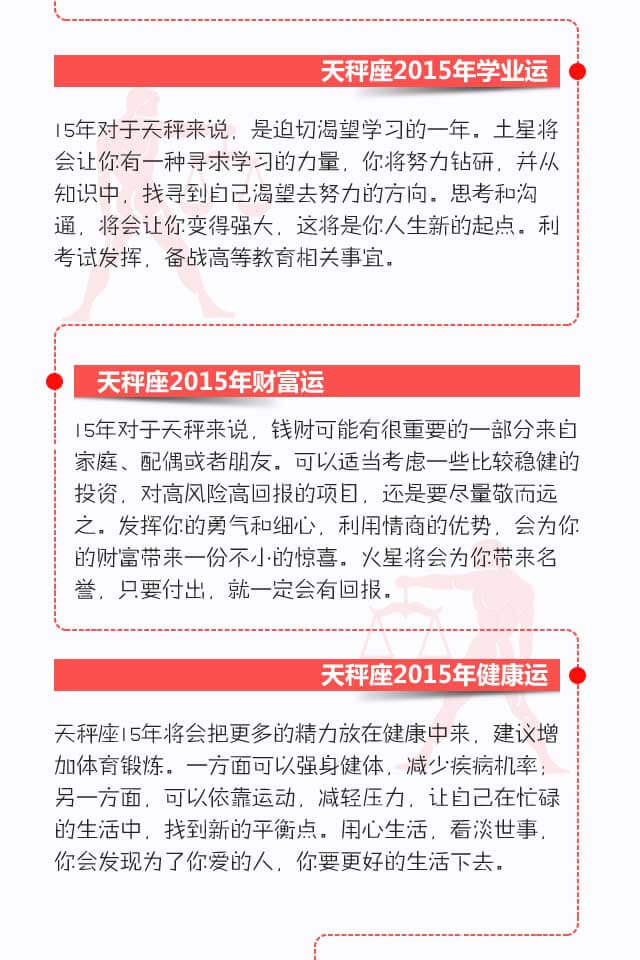 天秤座2015年学业运
15年对于天秤来说，是迫切渴望学习的一年。土星将
会让你有一种寻求学习的力量，你将努力钻研，并从
知识中，找寻到自己渴望去努力的方向。思考和沟
通，将会让你变得强大，这将是你人生新的起点。利
考试发挥，备战高等教育相关事宜。
天秤座2015年财富运
15年对于天秤来说，钱财可能有很重要的一部分来自
家庭、配偶或者朋友。可以适当考虑一些比较稳健的
投资，对高风险高回报的项目，还是要尽量敬而远
之。发挥你的勇气和细心，利用情商的优势，会为你
的财富带来一份不小的惊喜。火星将会为你带来名
誉，只要付出，就一定会有回报。
天秤座2015年健康运
天秤座15年将会把更多的精力放在健康中来，建议增
加体育锻炼。一方面可以强身健体，减少疾病机率；
另一方面，可以依靠运动，减轻压力，让自己在忙碌
的生活中，找到新的平衡点。用心生活，看淡世事，
你会发现为了你爱的人，你要更好的生活下去。